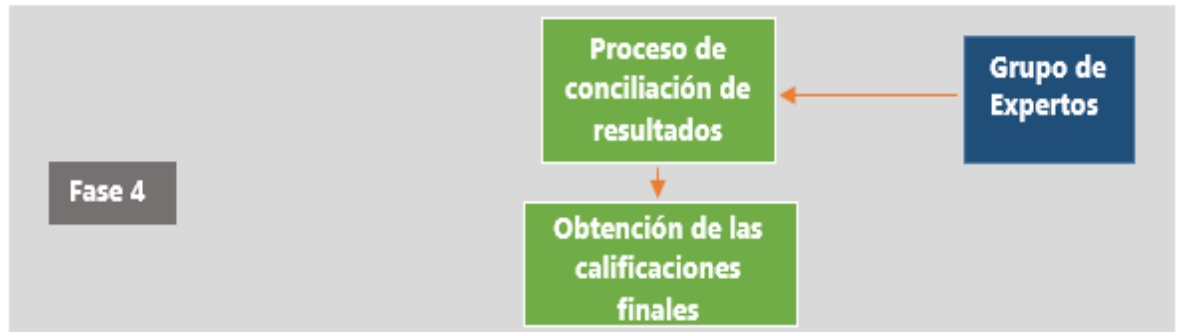 Proceso de
conciliación de
resultados
Grupo de
Expertos
Fase 4
Obtención de las
calificaciones
finales